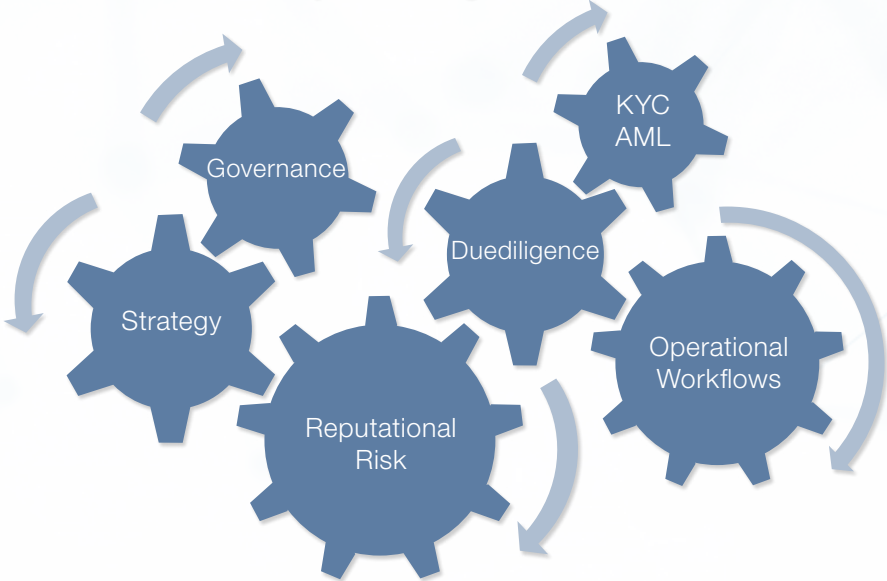 KYC
AML
Governance
Duediligence
Strategy
Operational
Workflows
Reputational
Risk